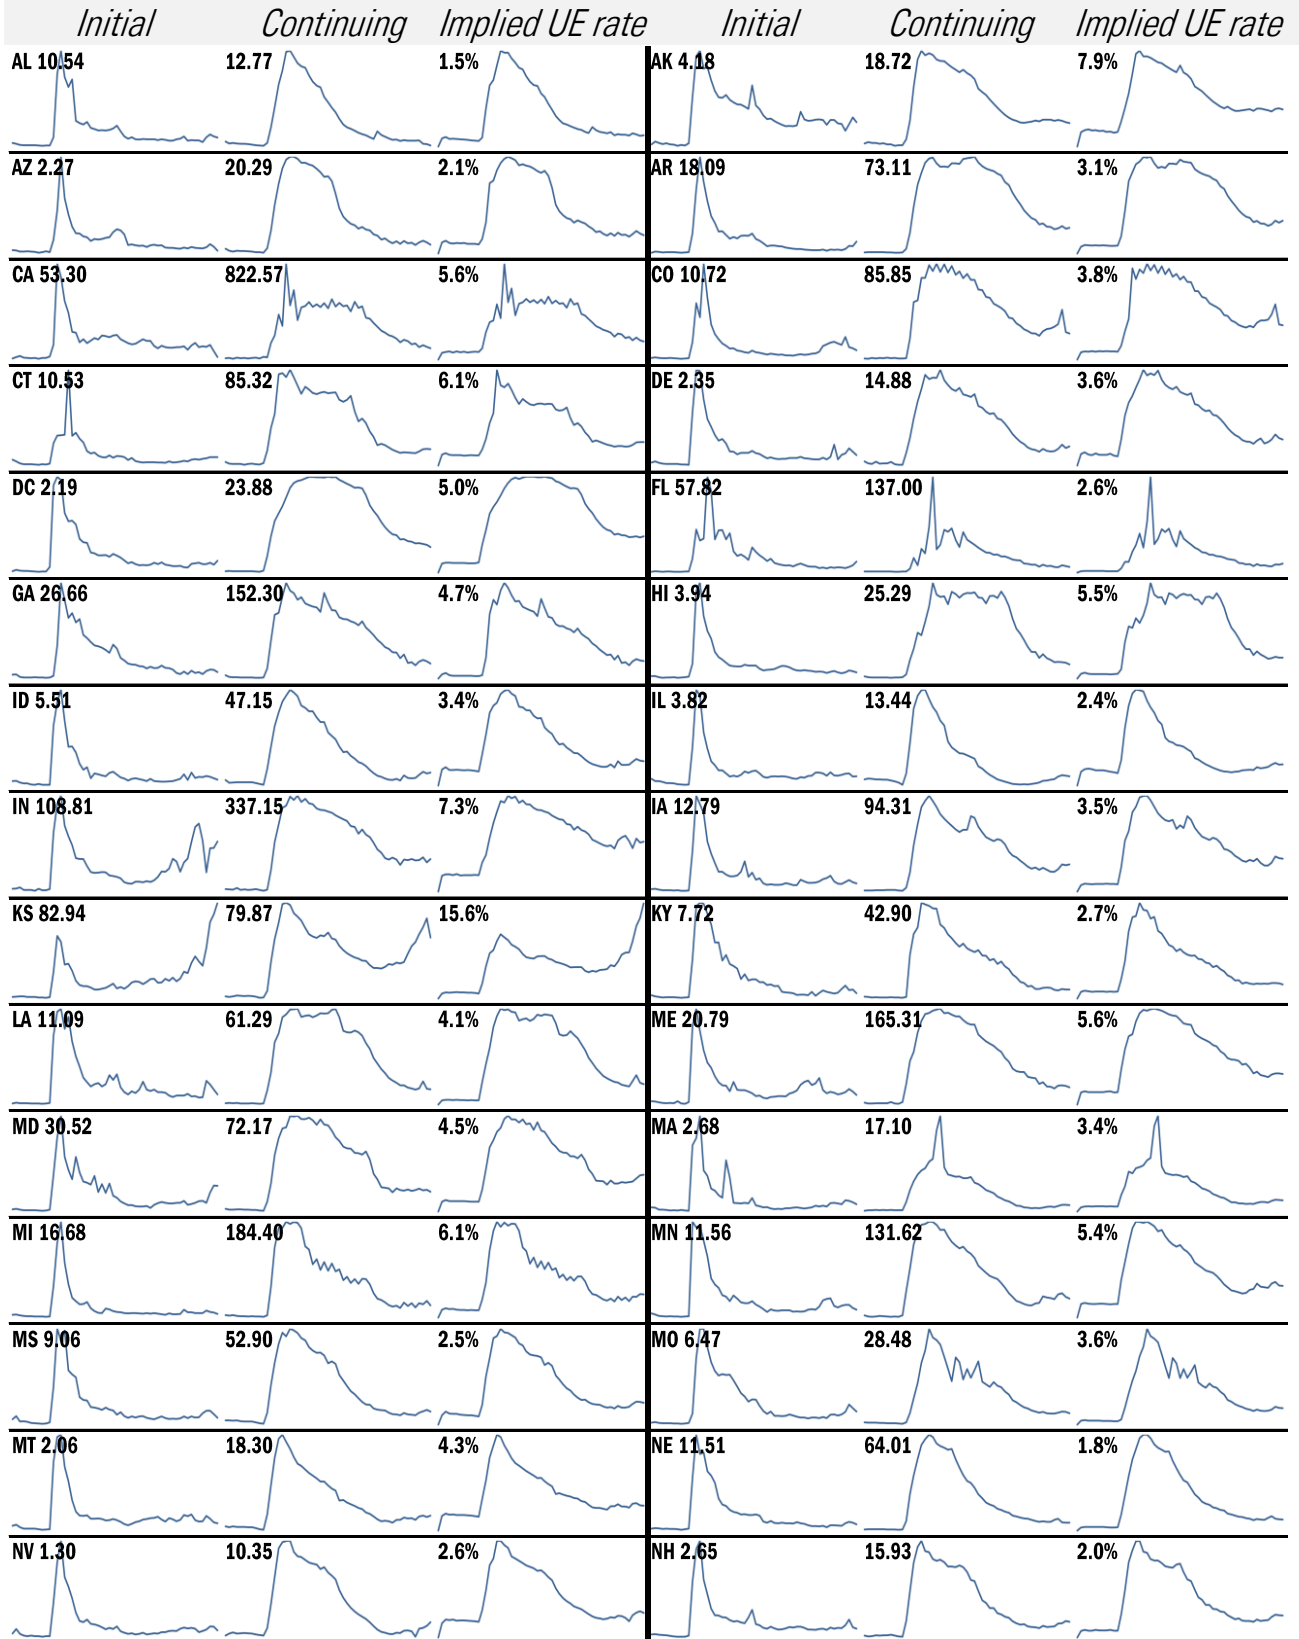 Initial Continuing Implied UE rate Initial Continuing Implied UE rate
AL 10.54 12.77 1.5% AK 4.18 18.72 7.9%
AZ 2.27 20.29 2.1% AR 18.09 73.11 3.1%
CA 53.30 822.57 5.6% CO 10.72 85.85 3.8%
CT 10.53 85.32 6.1% DE 2.35 14.88 3.6%
DC 2.19 23.88 5.0% FL 57.82 137.00 2.6%
GA 26.66 152.30 4.7% HI 3.94 25.29 5.5%
ID 5.51 47.15 3.4% IL 3.82 13.44 2.4%
IN 108.81 337.15 7.3% IA 12.79 94.31 3.5%
KS 82.94 79.87 15.6% KY 7.72 42.90 2.7%
LA 11.09 61.29 4.1% ME 20.79 165.31 5.6%
MD 30.52 72.17 4.5% MA 2.68 17.10 3.4%
MI 16.68 184.40 6.1% MN 11.56 131.62 5.4%
MS 9.06 52.90 2.5% MO 6.47 28.48 3.6%
MT 2.06 18.30 4.3% NE 11.51 64.01 1.8%
NV 1.30 10.35 2.6% NH 2.65 15.93 2.0%